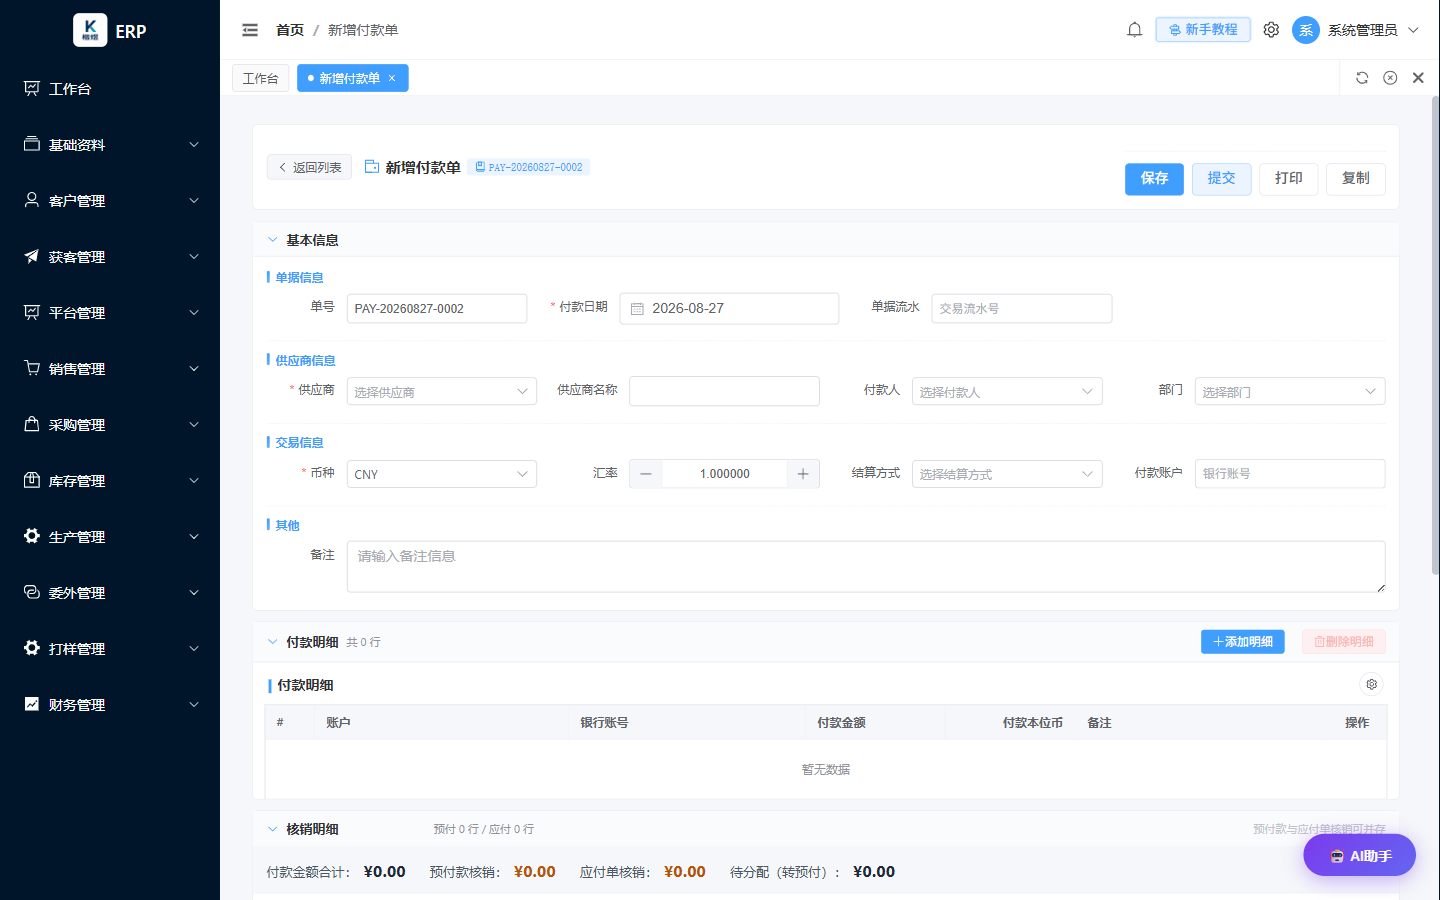 K
ERP
首页 / 新增付款单
新手教程
系
系统管理员
工作台
新增付款单 ×
工作台
基础资料
客户管理
获客管理
平台管理
销售管理
采购管理
库存管理
生产管理
委外管理
打样管理
财务管理
返回列表
新增付款单
PAY-20260827-0002
保存
提交
打印
复制
基本信息
单据信息
单号 PAY-20260827-0002
* 付款日期 2026-08-27
单据流水 交易流水号
供应商信息
* 供应商 选择供应商
供应商名称
付款人 选择付款人
部门 选择部门
交易信息
* 币种 CNY
汇率 — 1.000000 +
结算方式 选择结算方式
付款账户 银行账号
其他
备注 请输入备注信息
付款明细 共 0 行
+添加明细
删除明细
付款明细
# 账户 银行账号 付款金额 付款本位币 备注 操作
暂无数据
核销明细 预付 0 行 / 应付 0 行 预付款与应付单核销可并存
付款金额合计： ¥0.00 预付款核销： ¥0.00 应付单核销： ¥0.00 待分配（转预付）： ¥0.00
AI助手